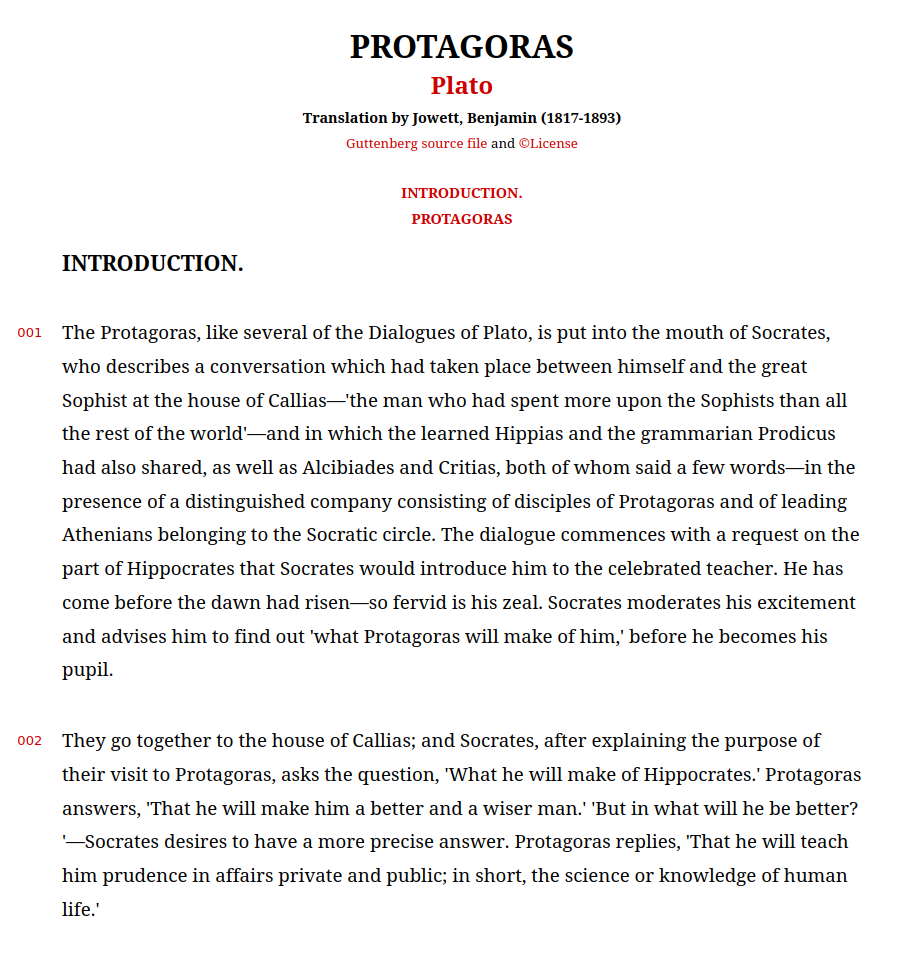 PROTAGORAS
Plato
Translation by Jowett, Benjamin (1817-1893)
Guttenberg source file and ©License
INTRODUCTION.
PROTAGORAS
INTRODUCTION.
001 The Protagoras, like several of the Dialogues of Plato, is put into the mouth of Socrates,
who describes a conversation which had taken place between himself and the great
Sophist at the house of Callias—'the man who had spent more upon the Sophists than all
the rest of the world'—and in which the learned Hippias and the grammarian Prodicus
had also shared, as well as Alcibiades and Critias, both of whom said a few words—in the
presence of a distinguished company consisting of disciples of Protagoras and of leading
Athenians belonging to the Socratic circle. The dialogue commences with a request on the
part of Hippocrates that Socrates would introduce him to the celebrated teacher. He has
come before the dawn had risen—so fervid is his zeal. Socrates moderates his excitement
and advises him to find out 'what Protagoras will make of him,' before he becomes his
pupil.
002 They go together to the house of Callias; and Socrates, after explaining the purpose of
their visit to Protagoras, asks the question, 'What he will make of Hippocrates.' Protagoras
answers, 'That he will make him a better and a wiser man.' 'But in what will he be better?
'—Socrates desires to have a more precise answer. Protagoras replies, 'That he will teach
him prudence in affairs private and public; in short, the science or knowledge of human
life.'